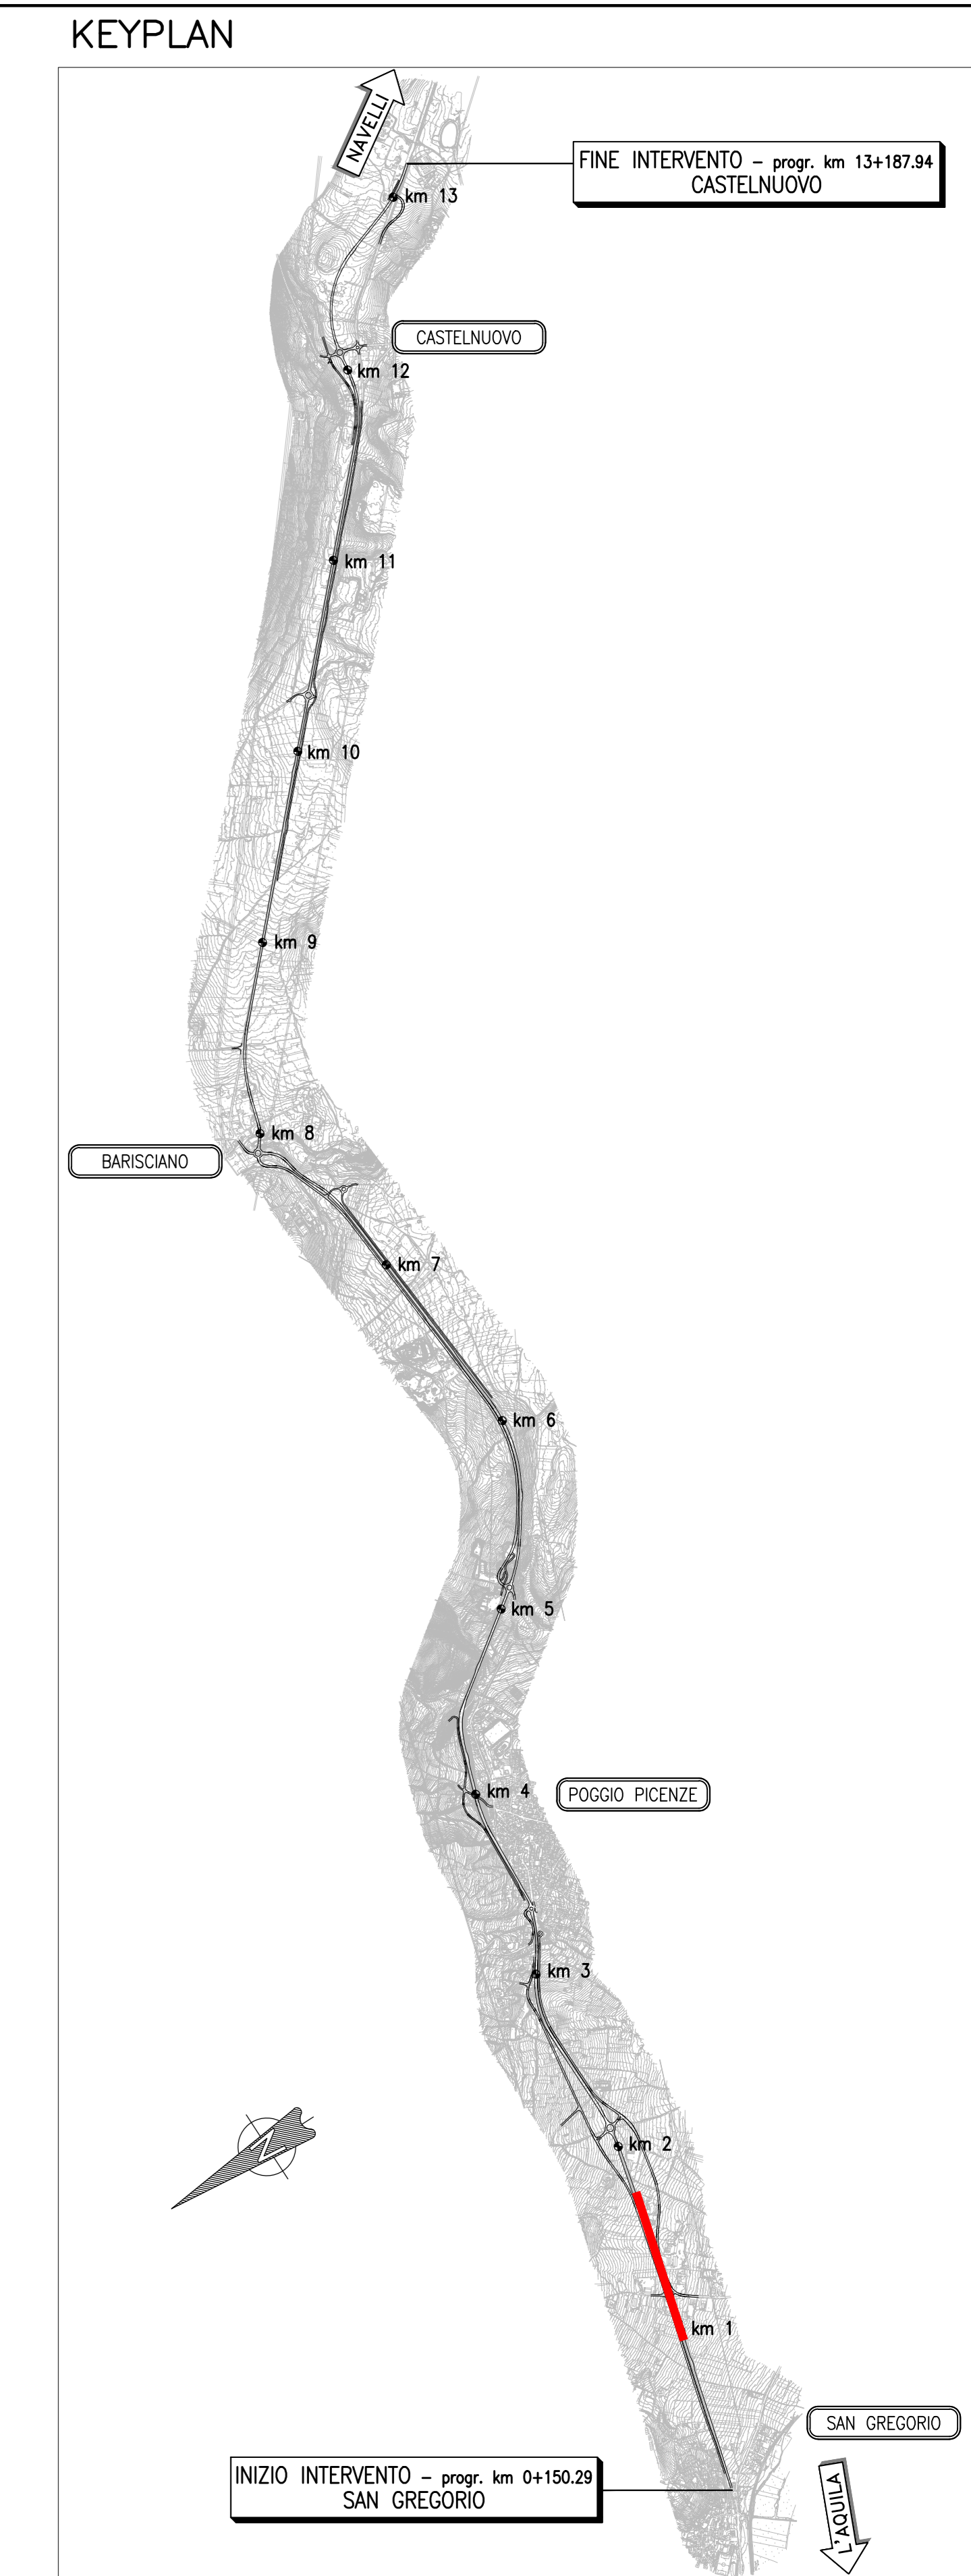 KEYPLAN
NAVELLI
FINE INTERVENTO – progr. km 13+187.94
CASTELNUOVO
km 13
CASTELNUOVO
km 12
km 11
km 10
km 9
km 8
BARISCIANO
km 7
km 6
km 5
km 4
POGGIO PICENZE
km 3
km 2
N
km 1
SAN GREGORIO
INIZIO INTERVENTO – progr. km 0+150.29
SAN GREGORIO
L'AQUILA